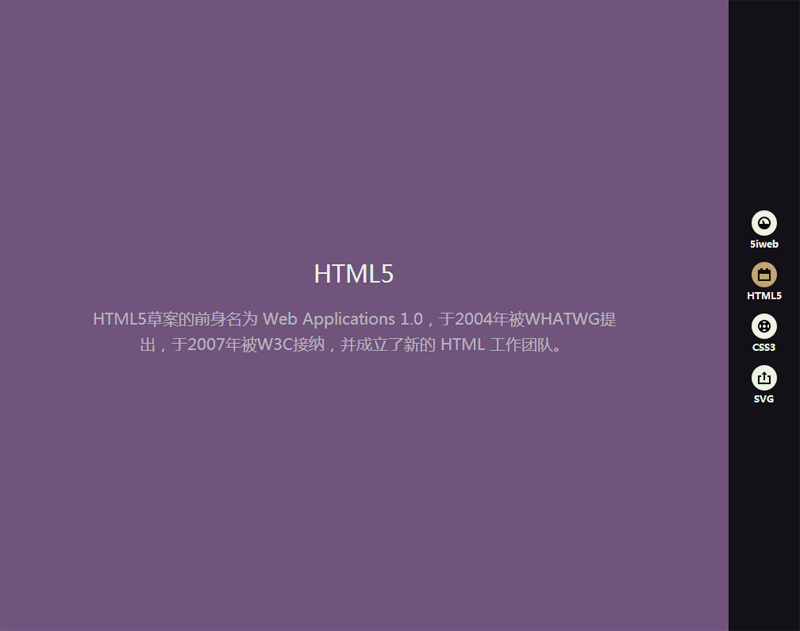 HTML5
HTML5草案的前身名为 Web Applications 1.0，于2004年被WHATWG提
出，于2007年被W3C接纳，并成立了新的 HTML 工作团队。
5iweb
HTML5
CSS3
SVG